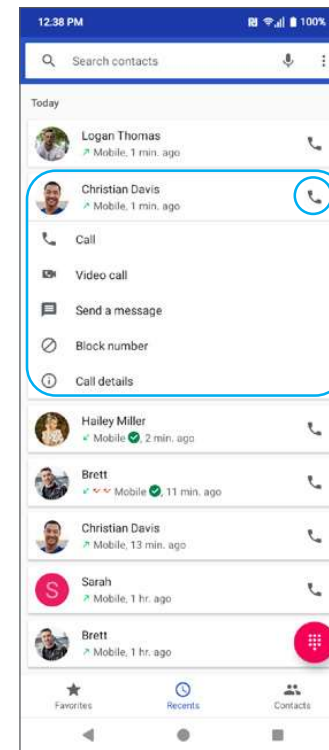 12:38 PM
100%
Search contacts
Today
Logan Thomas
Mobile, 1 min. ago
Christian Davis
Mobile, 1 min. ago
Call
Video call
Send a message
Block number
Call details
Hailey Miller
Mobile, 2 min. ago
Brett
Mobile, 11 min. ago
Christian Davis
Mobile, 13 min. ago
S
Sarah
Mobile, 1 hr. ago
Brett
Mobile, 1 hr. ago
Favorites Recents Contacts